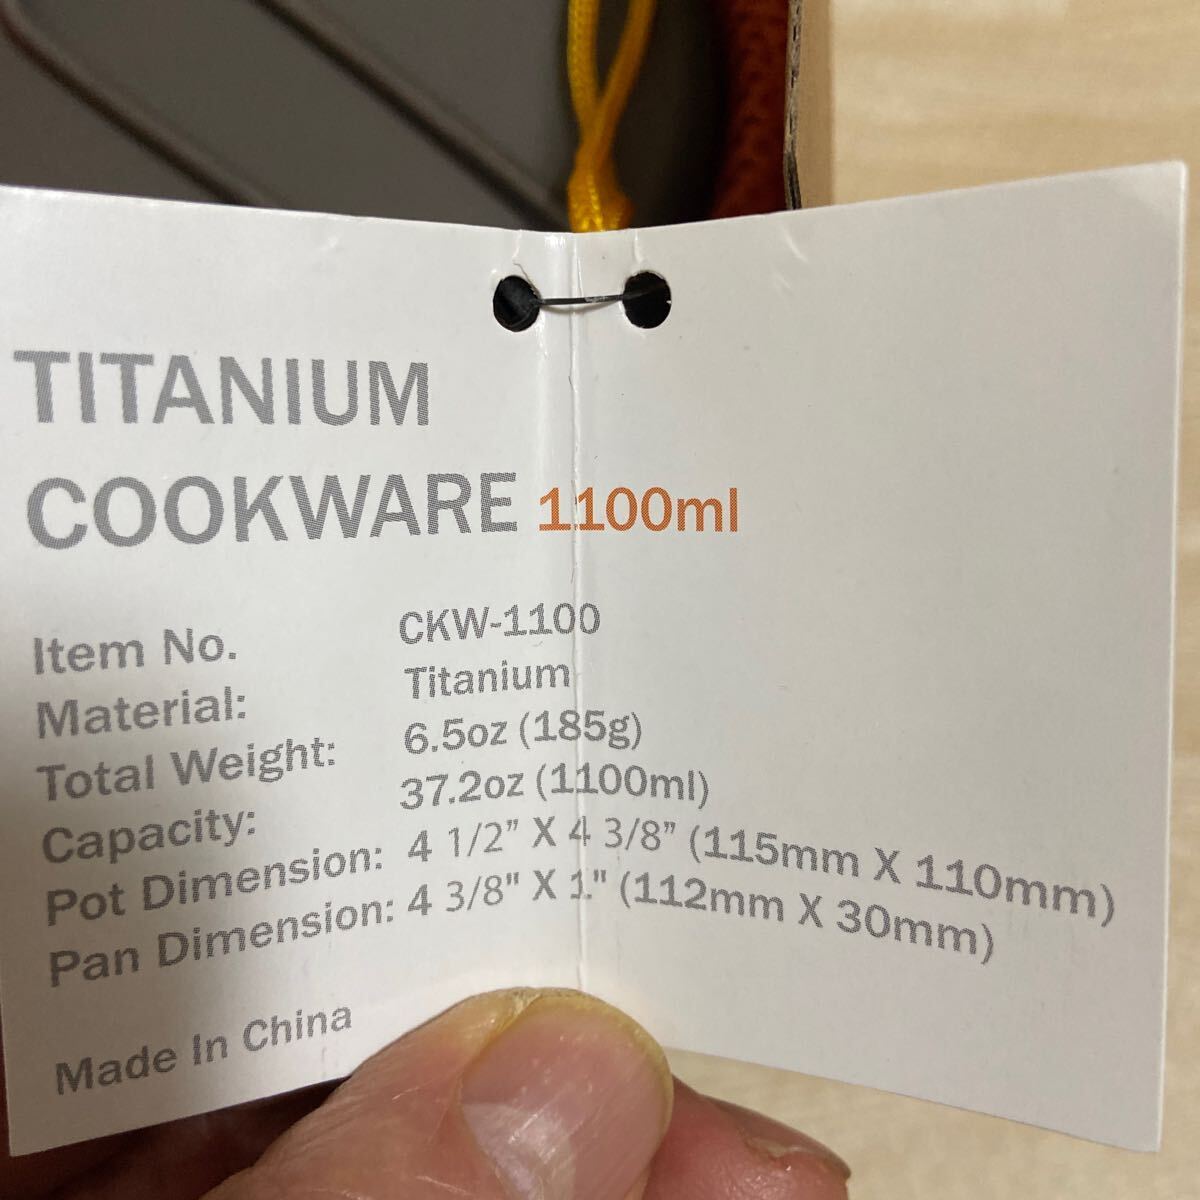 TITANIUM
COOKWARE 1100ml
Item No. CKW-1100
Material: Titanium
Total Weight: 6.5oz (185g)
Capacity: 37.2oz (1100ml)
Pot Dimension: 4 1/2” X 4 3/8” (115mm X 110mm)
Pan Dimension: 4 3/8" X 1." (112mm X 30mm)
Made In China